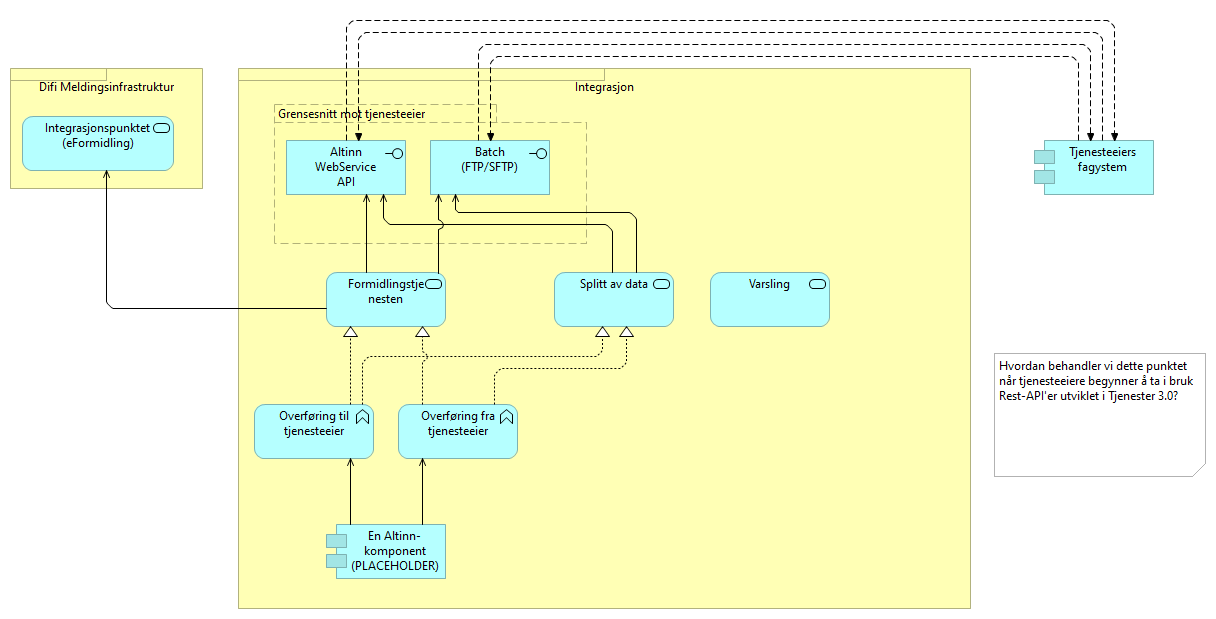 Difi Meldingsinfrastruktur
Integrasjonspunktet
(eFormidling)
Integrasjon
Grensesnitt mot tjenesteeier
Altinn
WebService
API
Batch
(FTP/SFTP)
Tjenesteeiers
fagsystem
Formidlingstje
nesten
Splitt av data
Varsling
Hvordan behandler vi dette punktet
når tjenesteeiere begynner å ta i bruk
Rest-API'er utviklet i Tjenester 3.0?
Overføring til
tjenesteeier
Overføring fra
tjenesteeier
En Altinn-
komponent
(PLACEHOLDER)